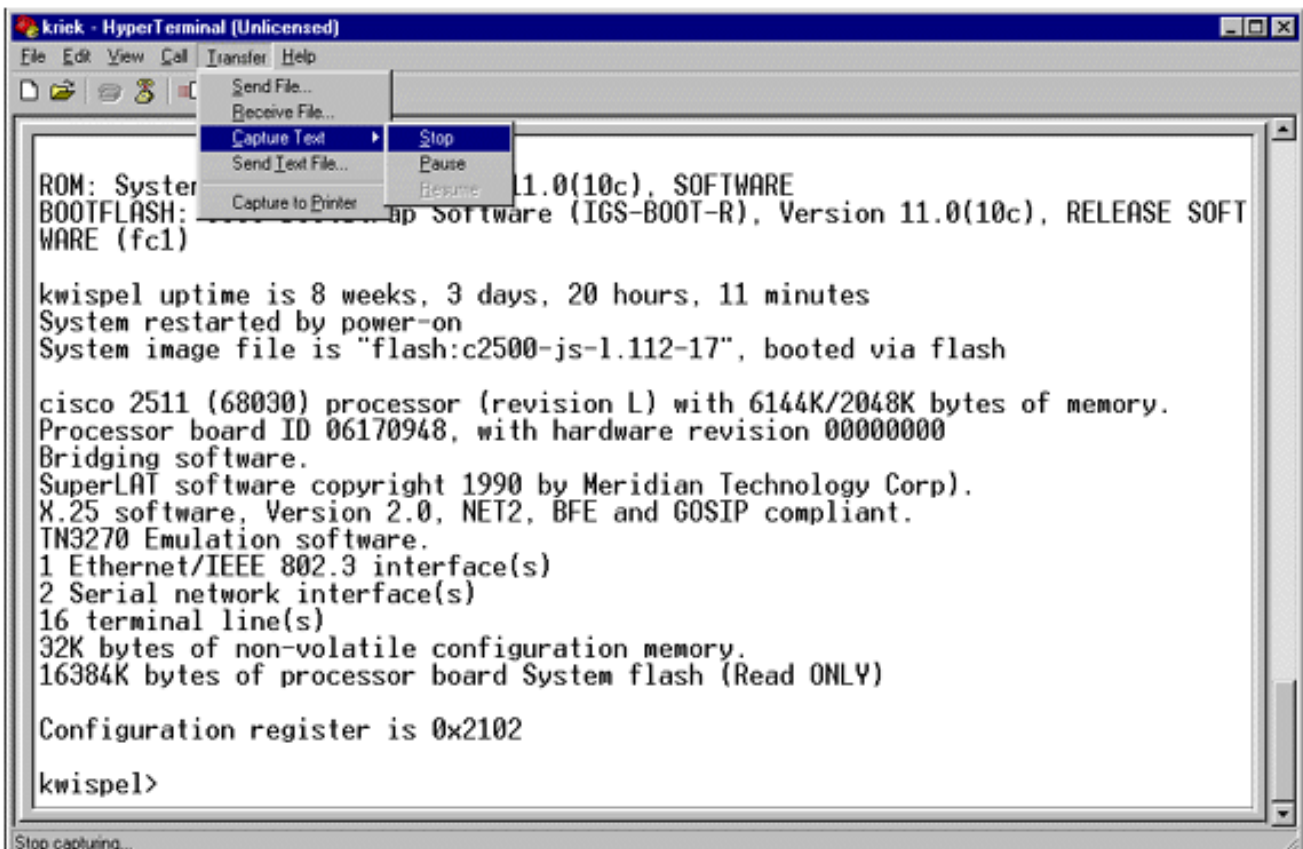 kriek - HyperTerminal (Unlicensed)
File Edit View Call Transfer Help
Send File...
Receive File...
Capture Text
Stop
Send Text File...
Pause
Resume
Capture to Printer
ROM: System 11.0(10c), SOFTWARE
BOOTFLASH: ap Software (IGS-BOOT-R), Version 11.0(10c), RELEASE SOFT
WARE (fc1)
kwispel uptime is 8 weeks, 3 days, 20 hours, 11 minutes
System restarted by power-on
System image file is "flash:c2500-js-l.112-17", booted via flash
cisco 2511 (68030) processor (revision L) with 6144K/2048K bytes of memory.
Processor board ID 06170948, with hardware revision 00000000
Bridging software.
SuperLAT software copyright 1990 by Meridian Technology Corp).
X.25 software, Version 2.0, NET2, BFE and GOSIP compliant.
TN3270 Emulation software.
1 Ethernet/IEEE 802.3 interface(s)
2 Serial network interface(s)
16 terminal line(s)
32K bytes of non-volatile configuration memory.
16384K bytes of processor board System flash (Read ONLY)
Configuration register is 0x2102
kwispel>
Stop capturing...